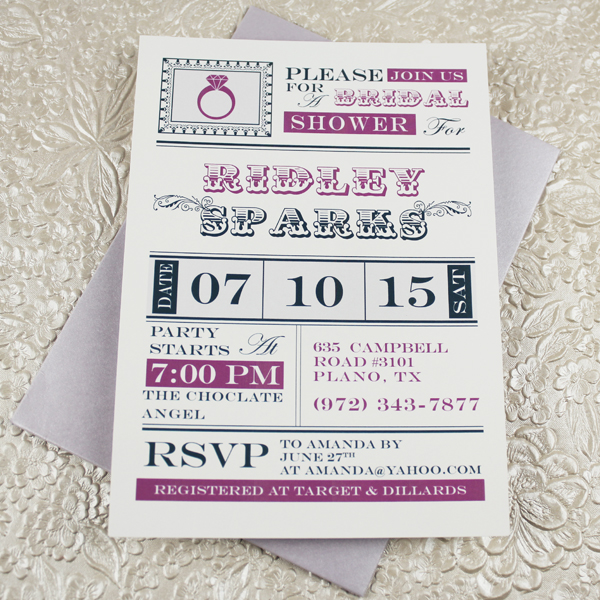 PLEASE JOIN US
FOR A BRIDAL
SHOWER For
RIDLEY
SPARKS
DATE 07 10 15 SAT
PARTY
STARTS At
7:00 PM
THE CHOCLATE
ANGEL
635 CAMPBELL
ROAD #3101
PLANO, TX
(972) 343-7877
RSVP TO AMANDA BY
JUNE 27TH
AT AMANDA@YAHOO.COM
REGISTERED AT TARGET & DILLARDS